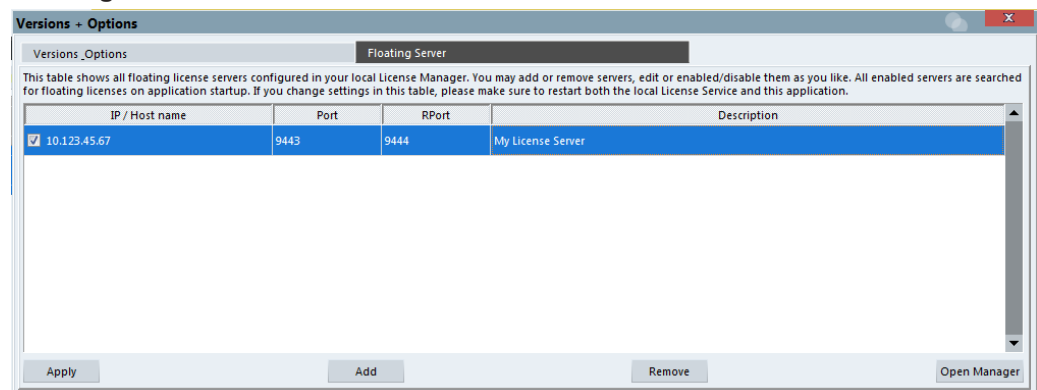 Versions + Options
Versions _Options Floating Server
This table shows all floating license servers configured in your local License Manager. You may add or remove servers, edit or enabled/disable them as you like. All enabled servers are searched
for floating licenses on application startup. If you change settings in this table, please make sure to restart both the local License Service and this application.
IP / Host name Port RPort Description
10.123.45.67 9443 9444 My License Server
Apply Add Remove Open Manager